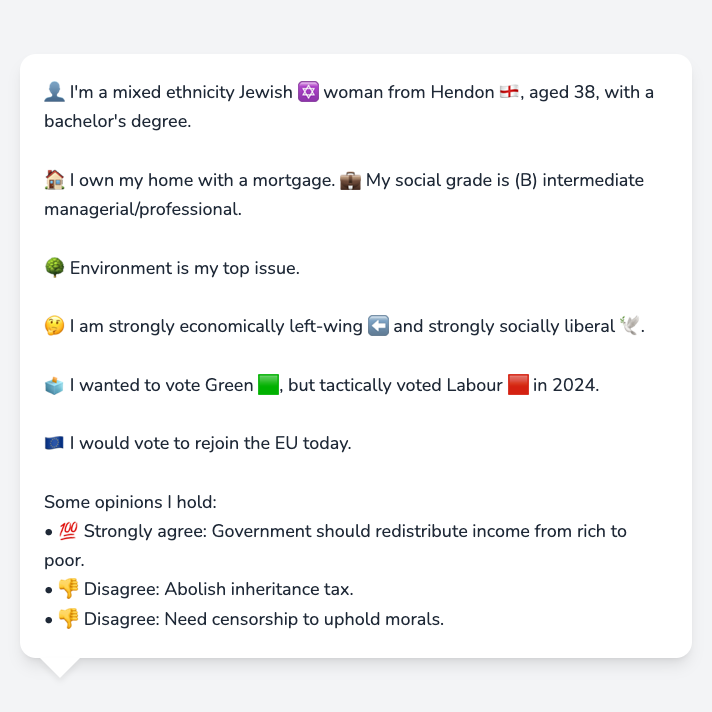 👤 I'm a mixed ethnicity Jewish ✡️ woman from Hendon 🏴󠁧󠁢󠁥󠁮󠁧󠁿, aged 38, with a
bachelor's degree.
🏠 I own my home with a mortgage. 💼 My social grade is (B) intermediate
managerial/professional.
🌳 Environment is my top issue.
🤔 I am strongly economically left-wing ⬅️ and strongly socially liberal 🕊️.
🗳️ I wanted to vote Green 🟩, but tactically voted Labour 🟥 in 2024.
🇪🇺 I would vote to rejoin the EU today.
Some opinions I hold:
• 💯 Strongly agree: Government should redistribute income from rich to
poor.
• 👎 Disagree: Abolish inheritance tax.
• 👎 Disagree: Need censorship to uphold morals.